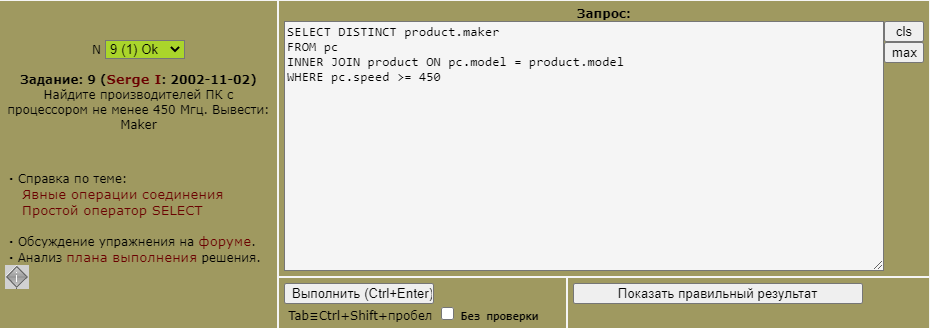 N 9 (1) Ok
Задание: 9 (Serge I: 2002-11-02)
Найдите производителей ПК с
процессором не менее 450 Мгц. Вывести:
Maker
· Справка по теме:
Явные операции соединения
Простой оператор SELECT
· Обсуждение упражнения на форуме.
· Анализ плана выполнения решения.
i
Запрос:
SELECT DISTINCT product.maker
FROM pc
INNER JOIN product ON pc.model = product.model
WHERE pc.speed >= 450
cls
max
Выполнить (Ctrl+Enter)
Tab≡Ctrl+Shift+пробел Без проверки
Показать правильный результат